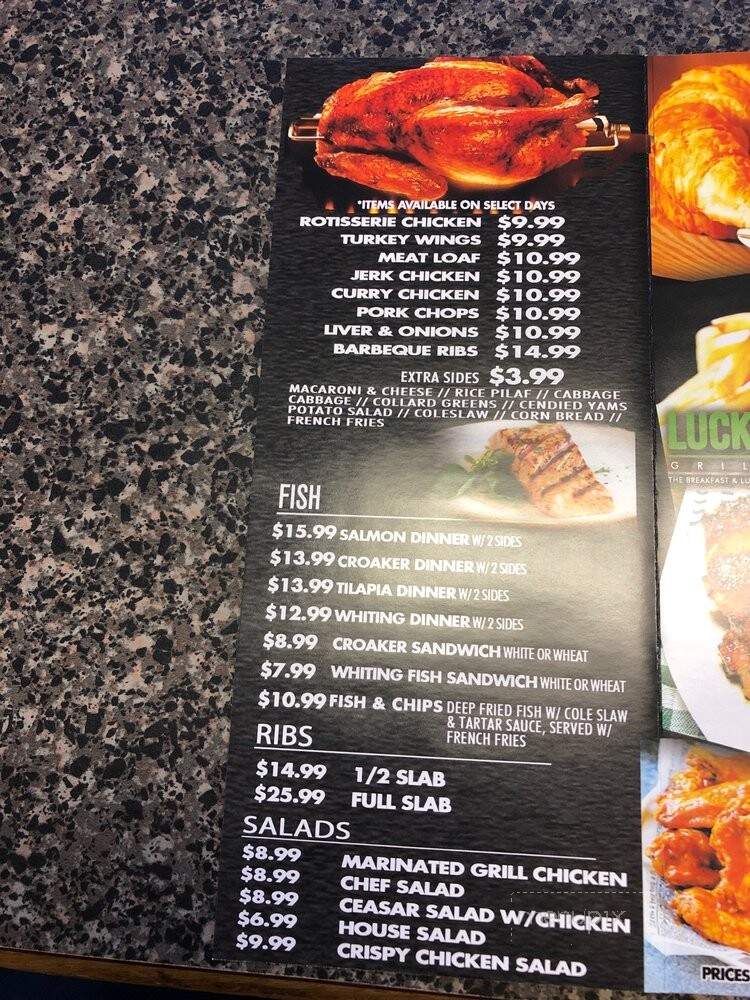 *ITEMS AVAILABLE ON SELECT DAYS
ROTISSERIE CHICKEN $9.99
TURKEY WINGS $9.99
MEAT LOAF $10.99
JERK CHICKEN $10.99
CURRY CHICKEN $10.99
PORK CHOPS $10.99
LIVER & ONIONS $10.99
BARBEQUE RIBS $14.99
EXTRA SIDES $3.99
MACARONI & CHEESE // RICE PILAF // CABBAGE
CABBAGE // COLLARD GREENS // CENDIED YAMS
POTATO SALAD // COLESLAW // CORN BREAD //
FRENCH FRIES
FISH
$15.99 SALMON DINNER W/ 2 SIDES
$13.99 CROAKER DINNER W/ 2 SIDES
$13.99 TILAPIA DINNER W/ 2 SIDES
$12.99 WHITING DINNER W/ 2 SIDES
$8.99 CROAKER SANDWICH WHITE OR WHEAT
$7.99 WHITING FISH SANDWICH WHITE OR WHEAT
$10.99 FISH & CHIPS DEEP FRIED FISH W/ COLE SLAW
& TARTAR SAUCE, SERVED W/
FRENCH FRIES
RIBS
$14.99 1/2 SLAB
$25.99 FULL SLAB
SALADS
$8.99 MARINATED GRILL CHICKEN
$8.99 CHEF SALAD
$8.99 CEASAR SALAD W/CHICKEN
$6.99 HOUSE SALAD
$9.99 CRISPY CHICKEN SALAD
LUCK
GRIL
THE BREAKFAST & LU
PRICES